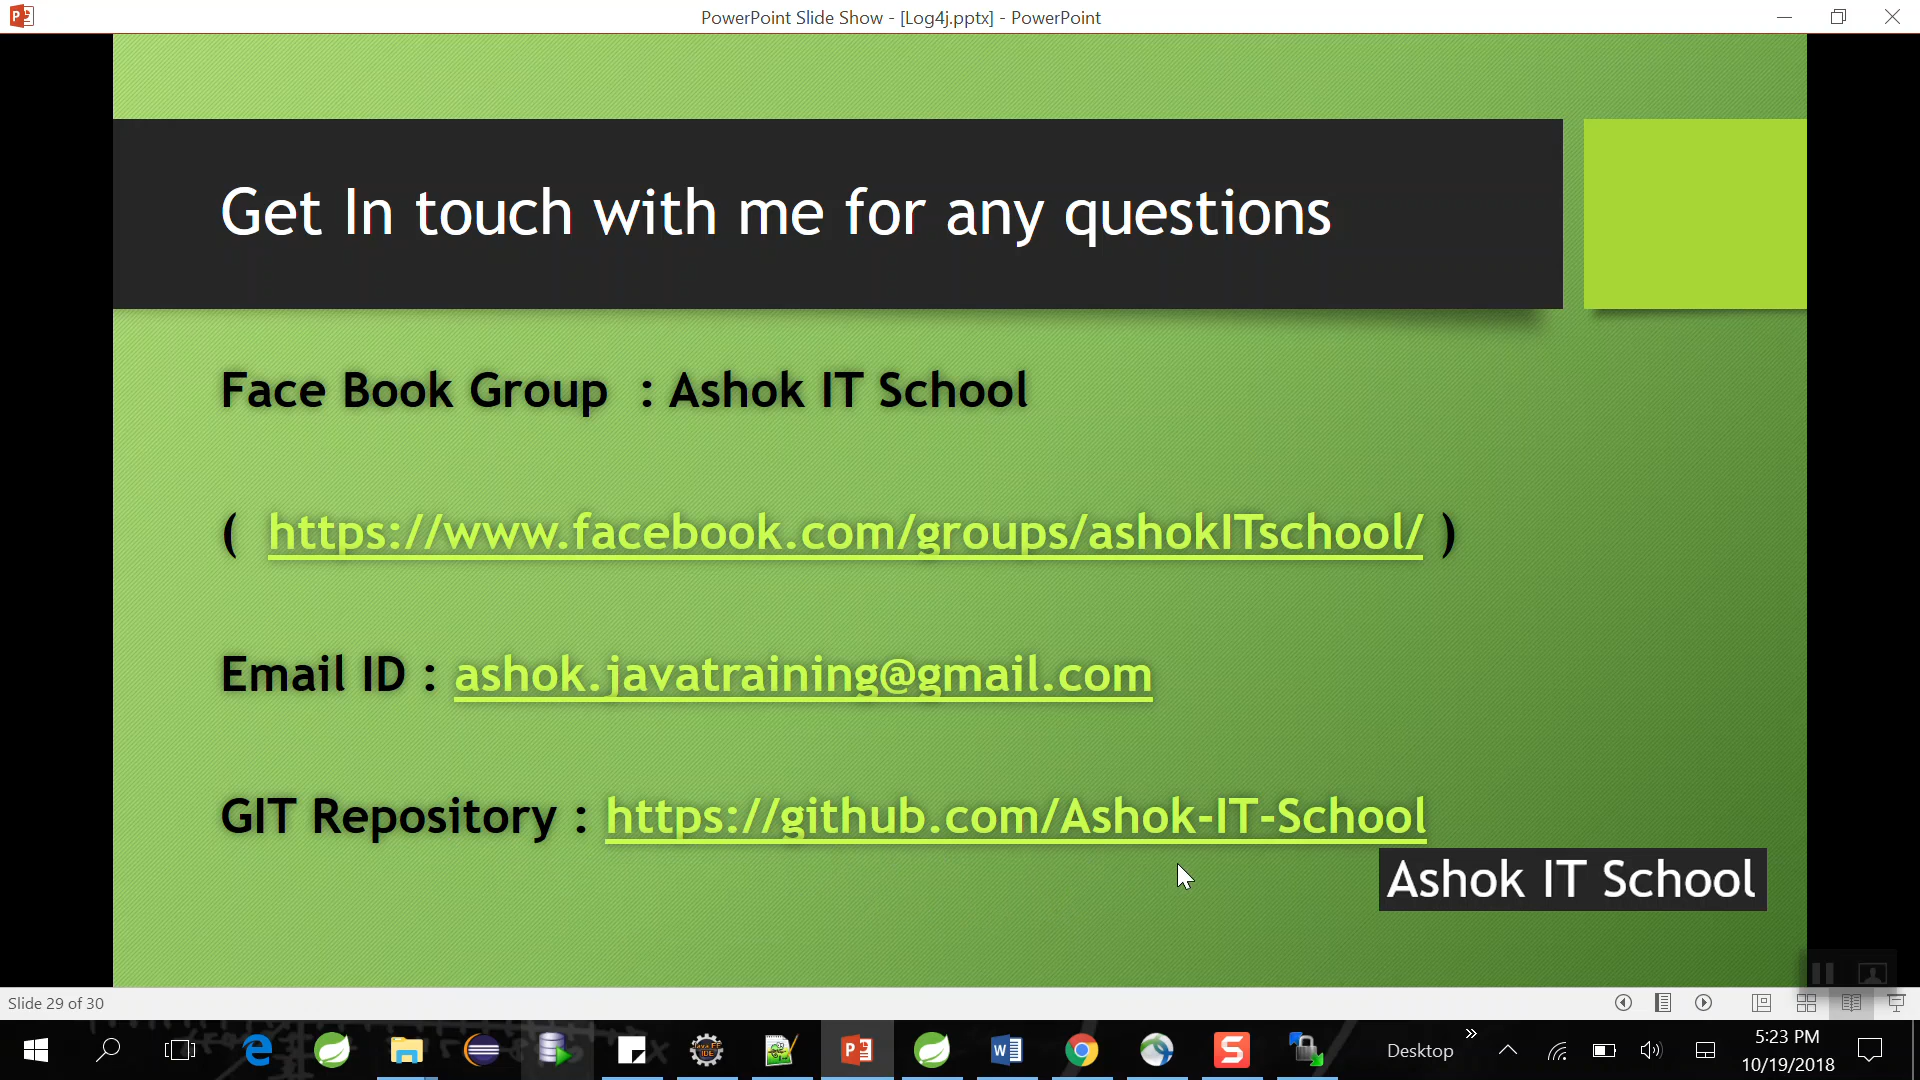 PowerPoint Slide Show - [Log4j.pptx] - PowerPoint
Get In touch with me for any questions
Face Book Group : Ashok IT School
( https://www.facebook.com/groups/ashokITschool/ )
Email ID : ashok.javatraining@gmail.com
GIT Repository : https://github.com/Ashok-IT-School
Ashok IT School
Slide 29 of 30
Desktop
5:23 PM
10/19/2018